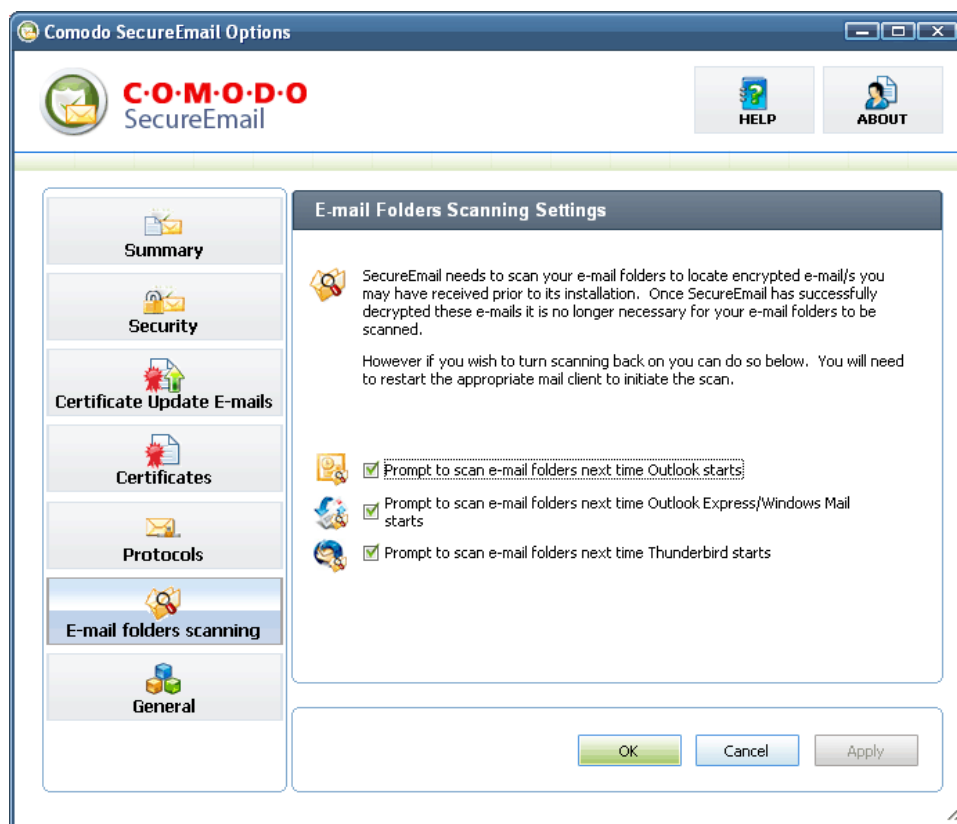 Comodo SecureEmail Options
C·O·M·O·D·O
SecureEmail
HELP
ABOUT
Summary
Security
Certificate Update E-mails
Certificates
Protocols
E-mail folders scanning
General
E-mail Folders Scanning Settings
SecureEmail needs to scan your e-mail folders to locate encrypted e-mail/s you
may have received prior to its installation. Once SecureEmail has successfully
decrypted these e-mails it is no longer necessary for your e-mail folders to be
scanned.
However if you wish to turn scanning back on you can do so below. You will need
to restart the appropriate mail client to initiate the scan.
Prompt to scan e-mail folders next time Outlook starts
Prompt to scan e-mail folders next time Outlook Express/Windows Mail
starts
Prompt to scan e-mail folders next time Thunderbird starts
OK
Cancel
Apply